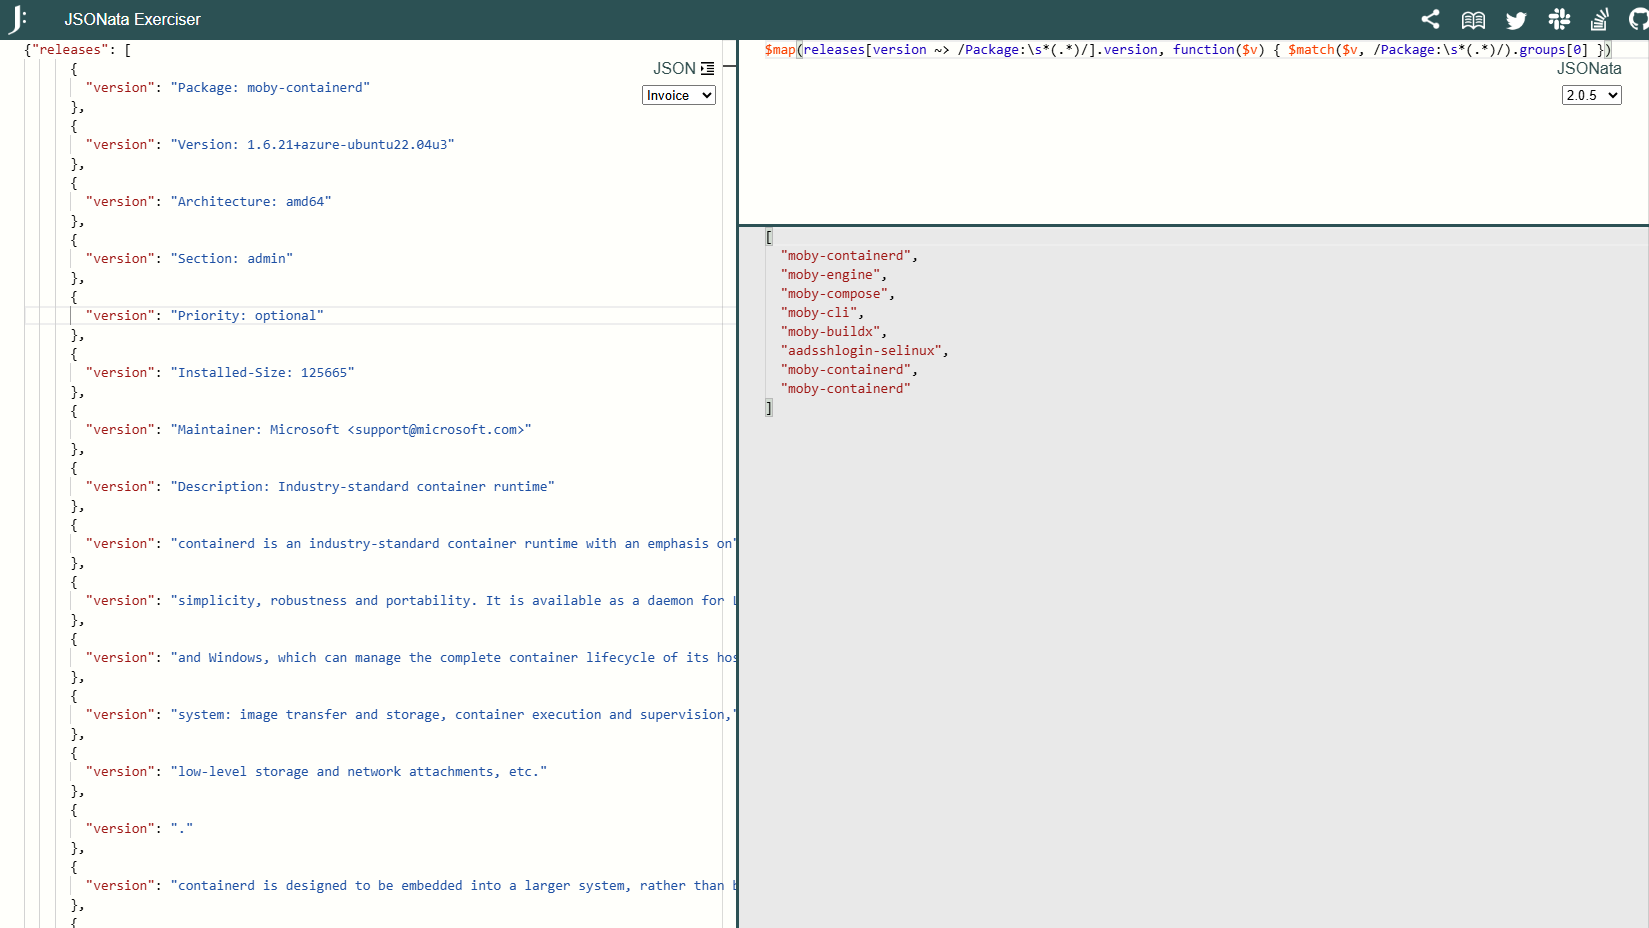 JSONata Exerciser
{"releases": [
{
"version": "Package: moby-containerd"
},
{
"version": "Version: 1.6.21+azure-ubuntu22.04u3"
},
{
"version": "Architecture: amd64"
},
{
"version": "Section: admin"
},
{
"version": "Priority: optional"
},
{
"version": "Installed-Size: 125665"
},
{
"version": "Maintainer: Microsoft <support@microsoft.com>"
},
{
"version": "Description: Industry-standard container runtime"
},
{
"version": "containerd is an industry-standard container runtime with an emphasis on"
},
{
"version": "simplicity, robustness and portability. It is available as a daemon for
},
{
"version": "and Windows, which can manage the complete container lifecycle of its
},
{
"version": "system: image transfer and storage, container execution and supervision,"
},
{
"version": "low-level storage and network attachments, etc."
},
{
"version": "."
},
{
"version": "containerd is designed to be embedded into a larger system, rather than
},
{
JSON
Invoice
$map(releases[version ~> /Package:\s*(.*)/].version, function($v) { $match($v, /Package:\s*(.*)/).groups[0] })
JSONata
2.0.5
[
"moby-containerd",
"moby-engine",
"moby-compose",
"moby-cli",
"moby-buildx",
"aadsshlogin-selinux",
"moby-containerd",
"moby-containerd"
]